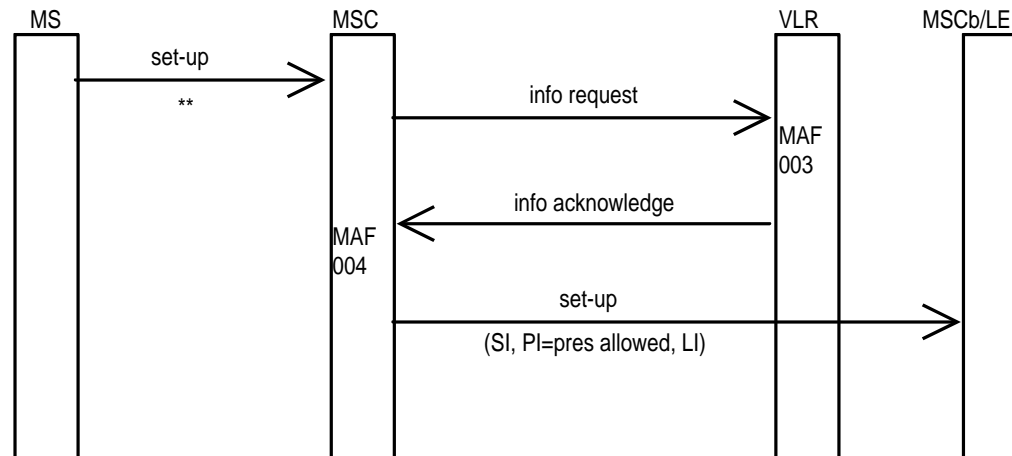 MS
MSC
VLR
MSCb/LE
set-up
**
info request
MAF
003
info acknowledge
MAF
004
set-up
(SI, PI=pres allowed, LI)